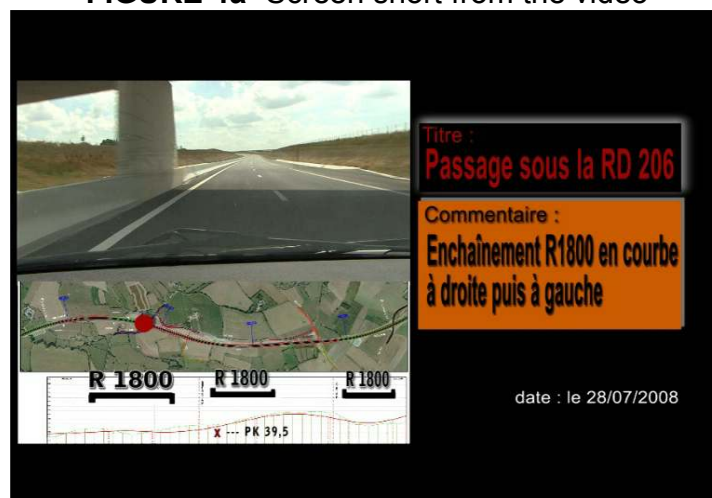 FIGURE 4a Screen short from the video
Titre :
Passage sous la RD 206
Commentaire :
Enchaînement R1800 en courbe
à droite puis à gauche
R 1800 R 1800 R 1800
X --- PK 39,5
date : le 28/07/2008